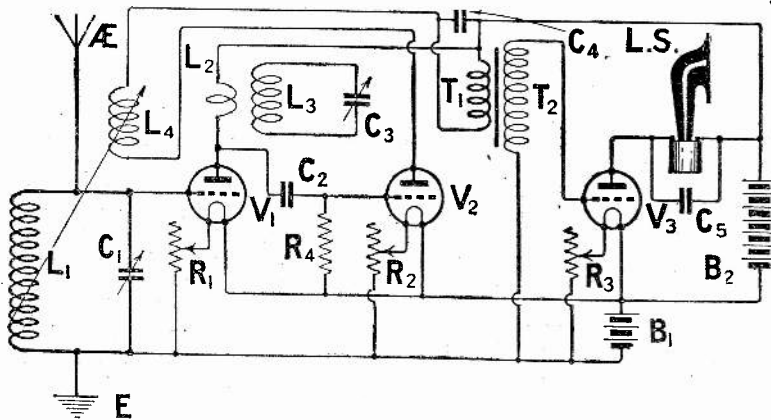 Æ
C₄
L.S.
L₂
L₄
L₃
C₃
T₁
T₂
C₂
V₁
V₂
V₃
C₅
L₁
C₁
R₁
R₄
R₂
R₃
B₂
B₁
E